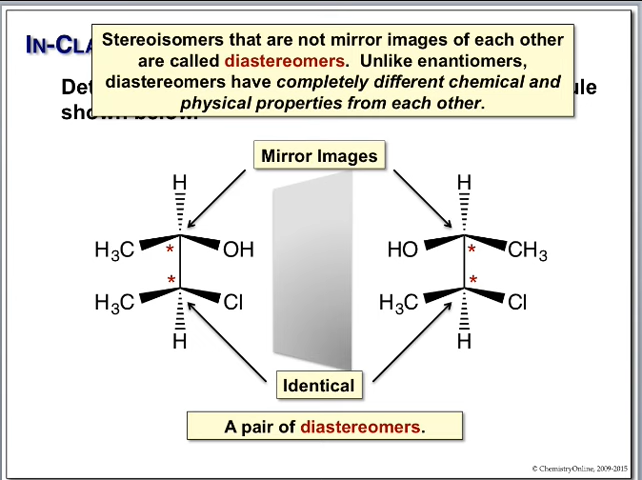 IN-CLA
Stereoisomers that are not mirror images of each other
are called diastereomers. Unlike enantiomers,
diastereomers have completely different chemical and
physical properties from each other.
Mirror Images
H
H
H3C
*
OH
HO
*
CH3
H3C
*
Cl
H3C
*
Cl
H
H
Identical
A pair of diastereomers.
© ChemistryOnline, 2009-2015